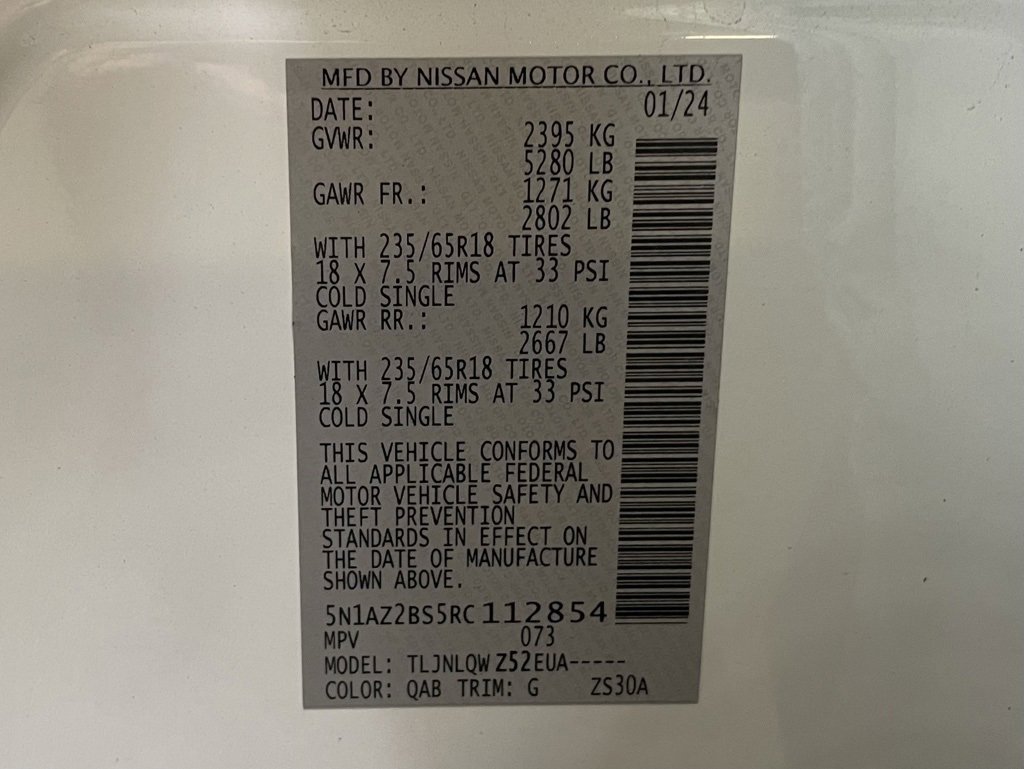 MFD BY NISSAN MOTOR CO., LTD.
DATE: 01/24
GVWR: 2395 KG
5280 LB
GAWR FR.: 1271 KG
2802 LB
WITH 235/65R18 TIRES
18 X 7.5 RIMS AT 33 PSI
COLD SINGLE
GAWR RR.: 1210 KG
2667 LB
WITH 235/65R18 TIRES
18 X 7.5 RIMS AT 33 PSI
COLD SINGLE
THIS VEHICLE CONFORMS TO
ALL APPLICABLE FEDERAL
MOTOR VEHICLE SAFETY AND
THEFT PREVENTION
STANDARDS IN EFFECT ON
THE DATE OF MANUFACTURE
SHOWN ABOVE.
5N1AZ2BS5RC112854
MPV 073
MODEL: TLJNLQWZ52EUA-----
COLOR: QAB TRIM: G ZS30A